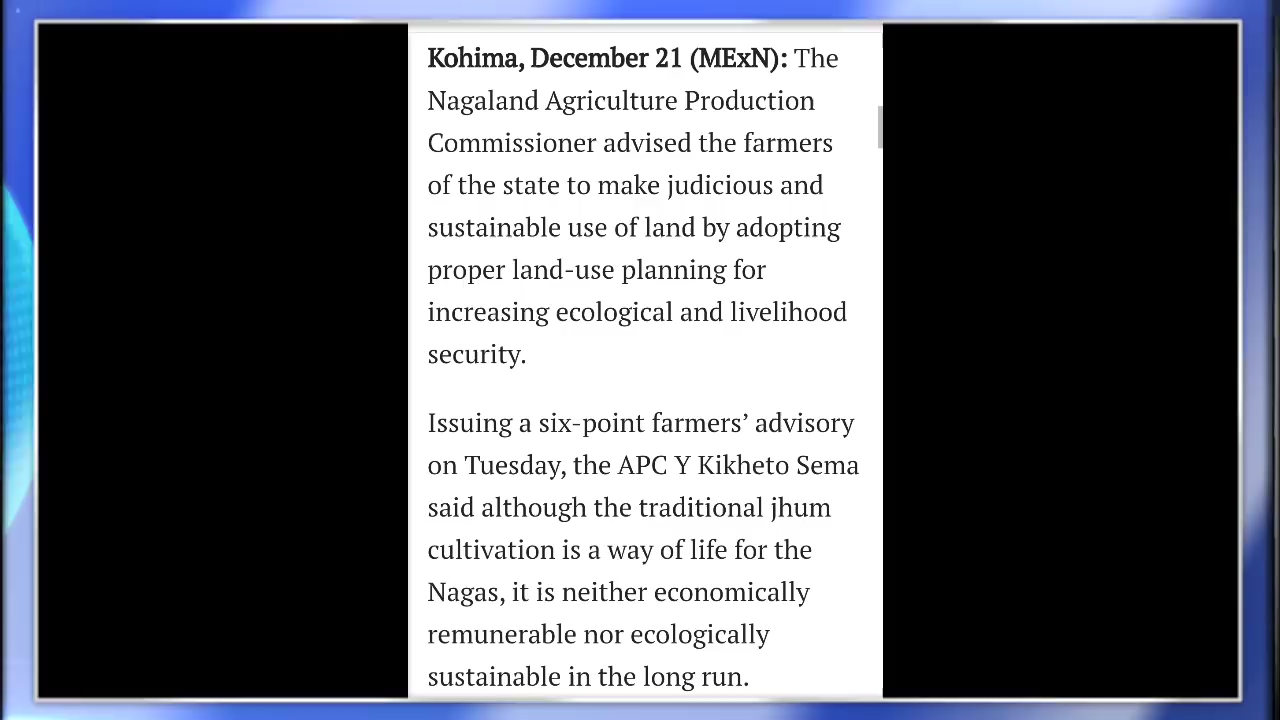 Kohima, December 21 (MExN): The
Nagaland Agriculture Production
Commissioner advised the farmers
of the state to make judicious and
sustainable use of land by adopting
proper land-use planning for
increasing ecological and livelihood
security.
Issuing a six-point farmers’ advisory
on Tuesday, the APC Y Kikheto Sema
said although the traditional jhum
cultivation is a way of life for the
Nagas, it is neither economically
remunerable nor ecologically
sustainable in the long run.